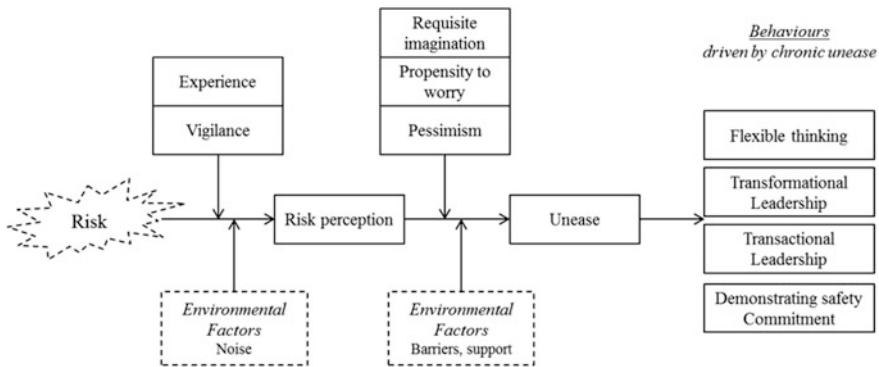 Requisite
imagination
Propensity to
worry
Pessimism
Experience
Vigilance
Behaviours
driven by chronic unease
Risk
Risk perception
Unease
Flexible thinking
Transformational
Leadership
Transactional
Leadership
Demonstrating safety
Commitment
Environmental
Factors
Noise
Environmental
Factors
Barriers, support